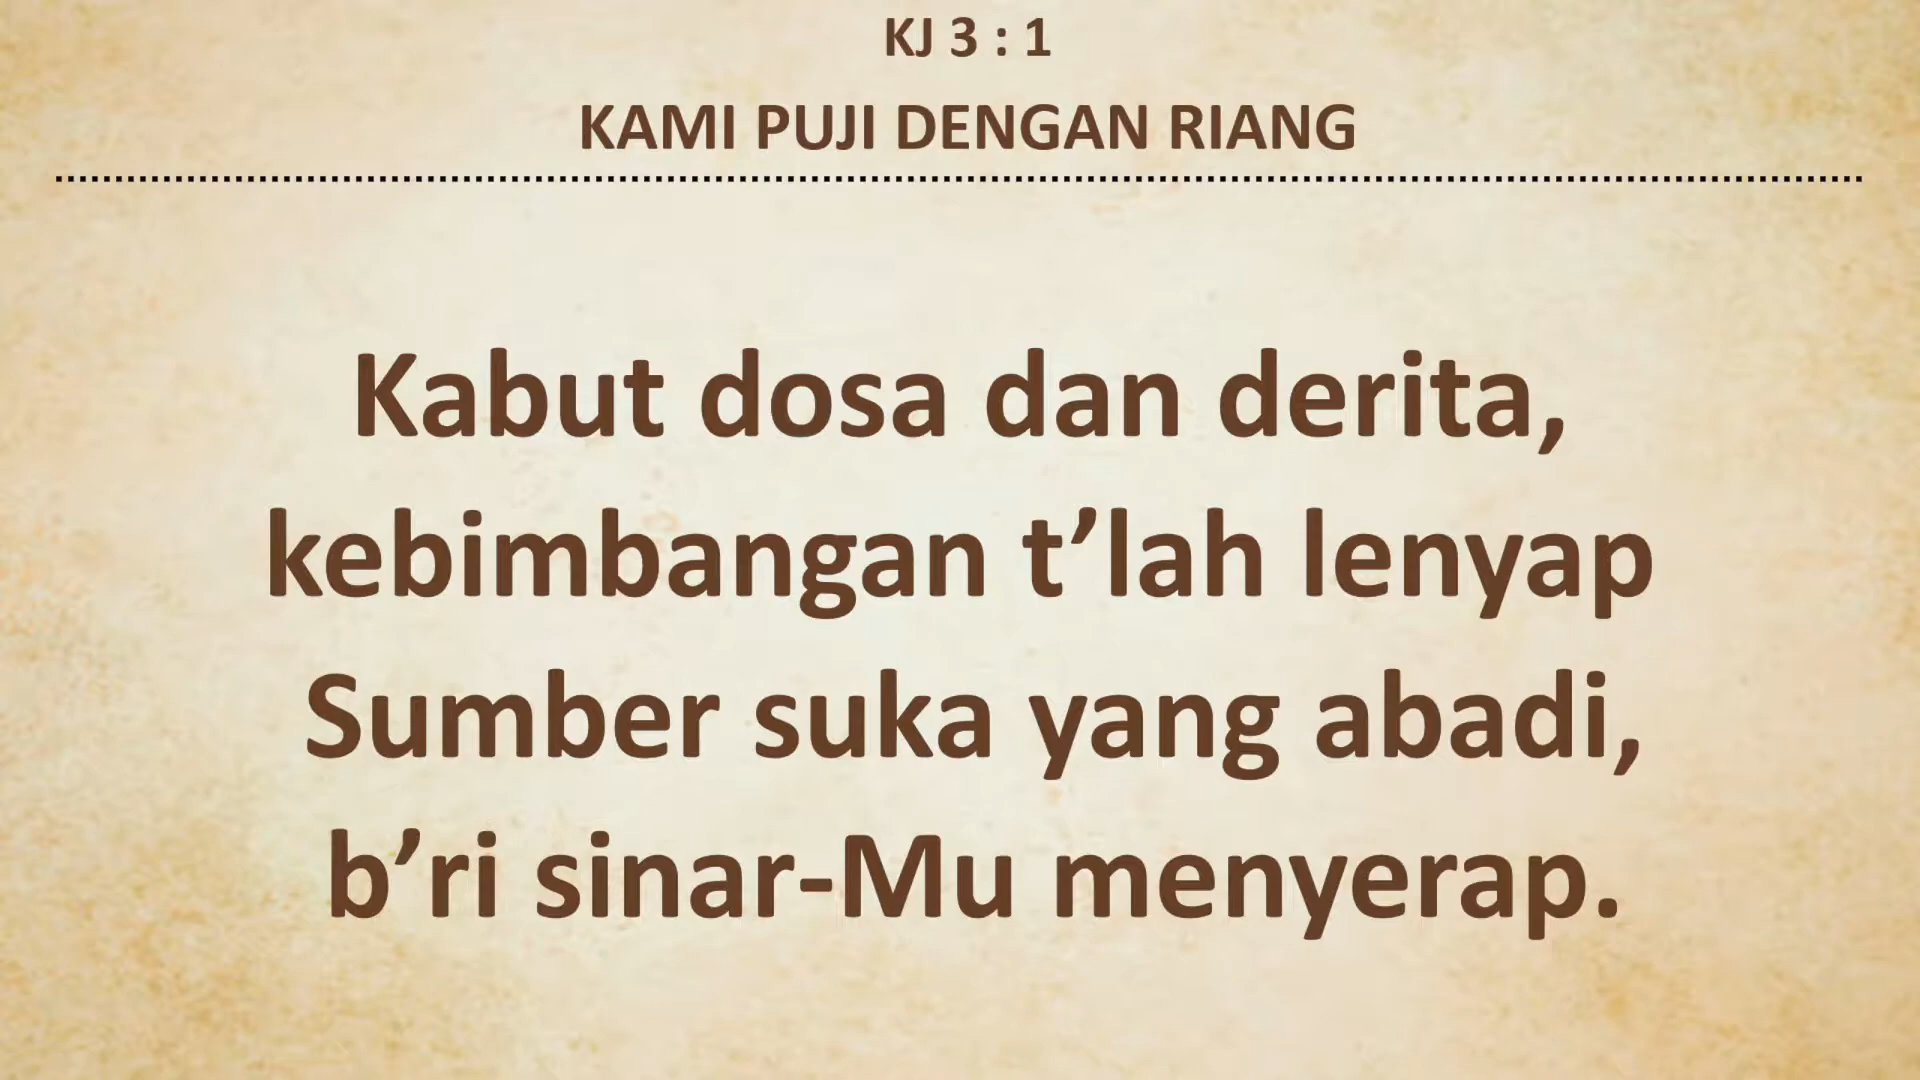 KJ 3 : 1
KAMI PUJI DENGAN RIANG
Kabut dosa dan derita,
kebimbangan t’lah lenyap
Sumber suka yang abadi,
b’ri sinar-Mu menyerap.